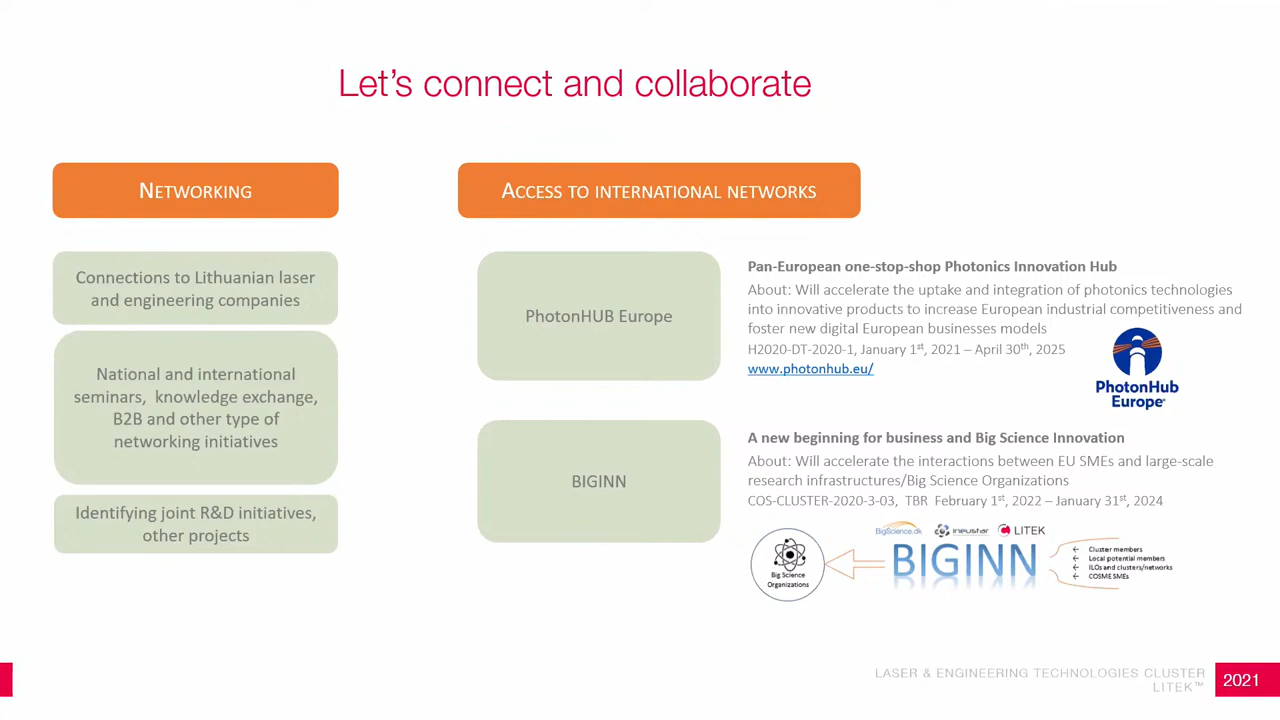 Let's connect and collaborate
NETWORKING
Connections to Lithuanian laser
and engineering companies
National and international
seminars, knowledge exchange,
B2B and other type of
networking initiatives
Identifying joint R&D initiatives,
other projects
ACCESS TO INTERNATIONAL NETWORKS
PhotonHUB Europe
Pan-European one-stop-shop Photonics Innovation Hub
About: Will accelerate the uptake and integration of photonics technologies
into innovative products to increase European industrial competitiveness and
foster new digital European businesses models
H2020-DT-2020-1, January 1st, 2021 – April 30th, 2025
www.photonhub.eu/
PhotonHub
Europe
BIGINN
A new beginning for business and Big Science Innovation
About: Will accelerate the interactions between EU SMEs and large-scale
research infrastructures/Big Science Organizations
COS-CLUSTER-2020-3-03, TBR February 1st, 2022 – January 31st, 2024
BigScience.dk ineustar LITEK
Big Science
Organizations
BIGINN
Cluster members
Local potential members
ILOs and clusters/networks
COSME SMEs
LASER & ENGINEERING TECHNOLOGIES CLUSTER
LITEK™
2021